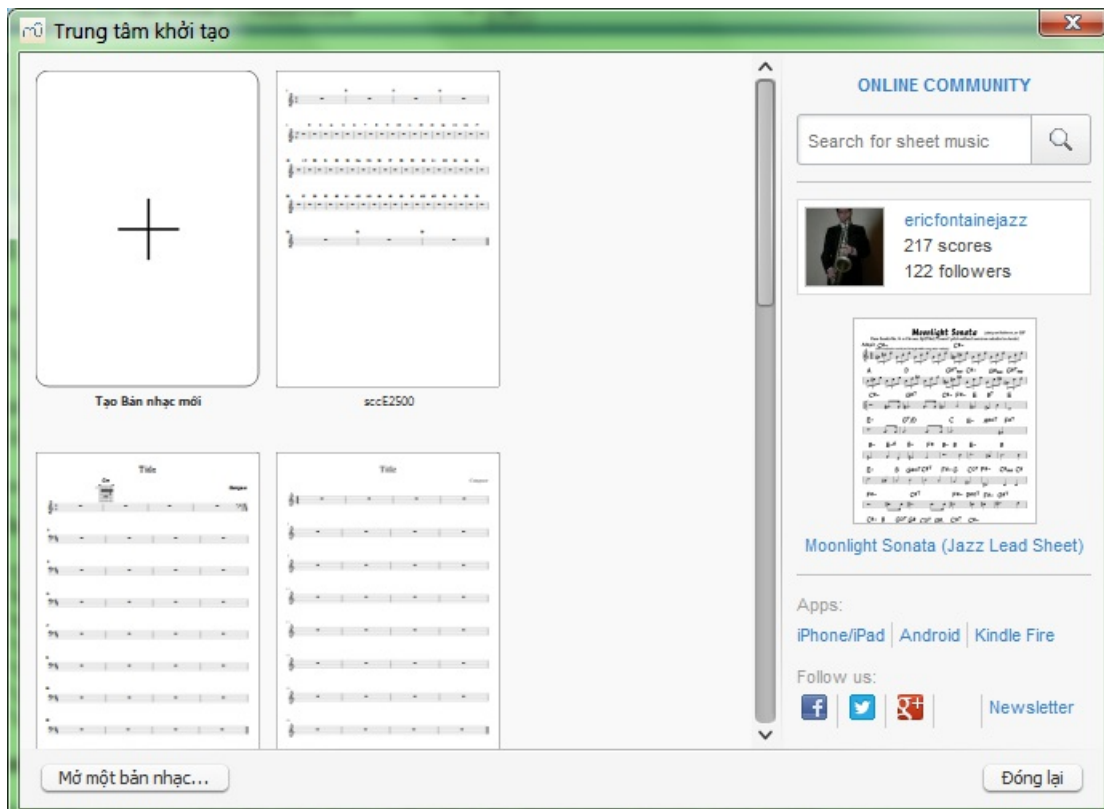 Trung tâm khởi tạo
Tạo Bản nhạc mới
sccE2500
Title
Title
Composer
ONLINE COMMUNITY
Search for sheet music
ericfontainejazz
217 scores
122 followers
Moonlight Sonata
Moonlight Sonata (Jazz Lead Sheet)
Apps:
iPhone/iPad
Android
Kindle Fire
Follow us:
Newsletter
Mở một bản nhạc...
Đóng lại